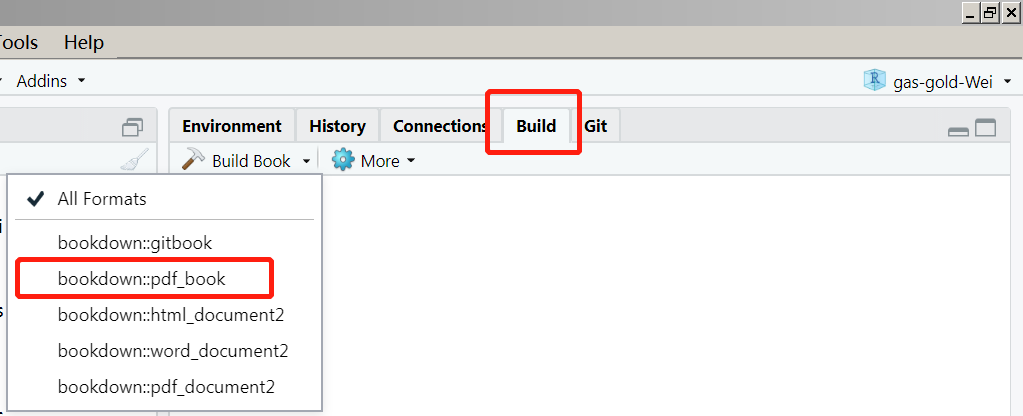 Tools Help
Addins gas-gold-Wei
Environment History Connections Build Git
Build Book More
All Formats
bookdown::gitbook
bookdown::pdf_book
bookdown::html_document2
bookdown::word_document2
bookdown::pdf_document2